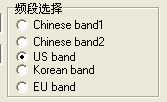 频段选择
Chinese band1
Chinese band2
US band
Korean band
EU band